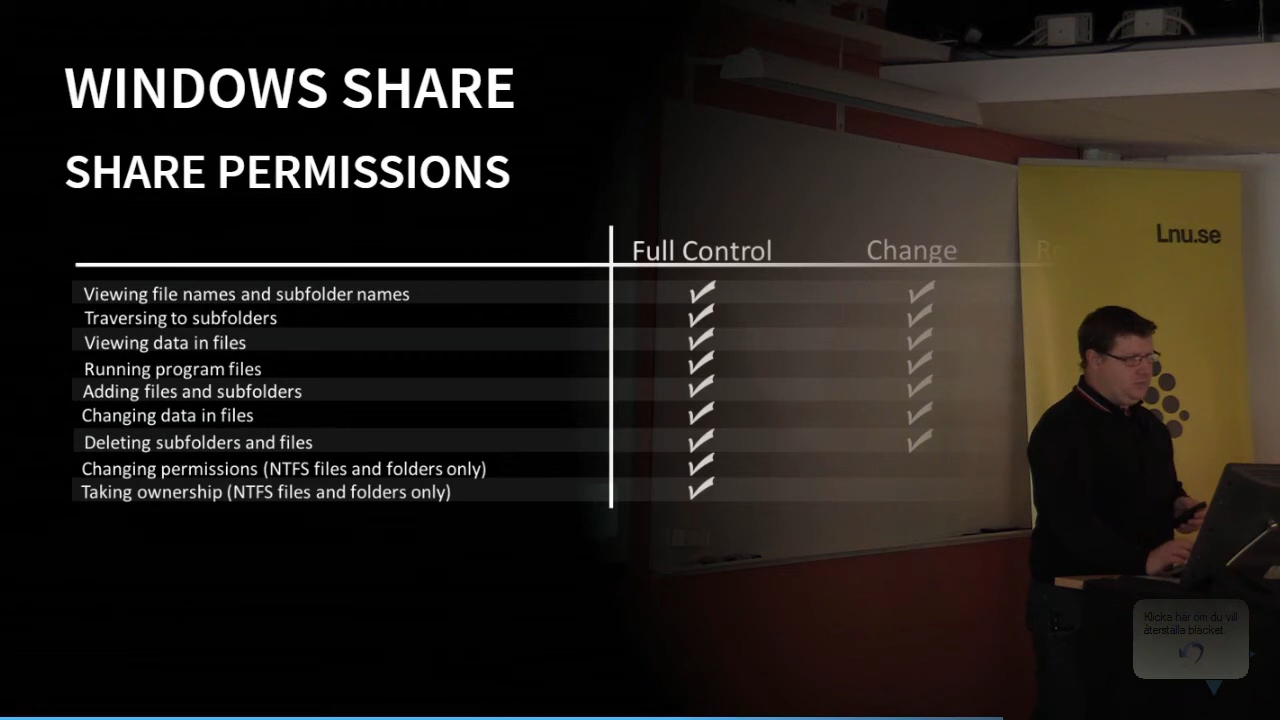 WINDOWS SHARE
SHARE PERMISSIONS
Full Control Change
Lnu.se
Viewing file names and subfolder names
Traversing to subfolders
Viewing data in files
Running program files
Adding files and subfolders
Changing data in files
Deleting subfolders and files
Changing permissions (NTFS files and folders only)
Taking ownership (NTFS files and folders only)
Klicka här om du vill
återställa bläcket.